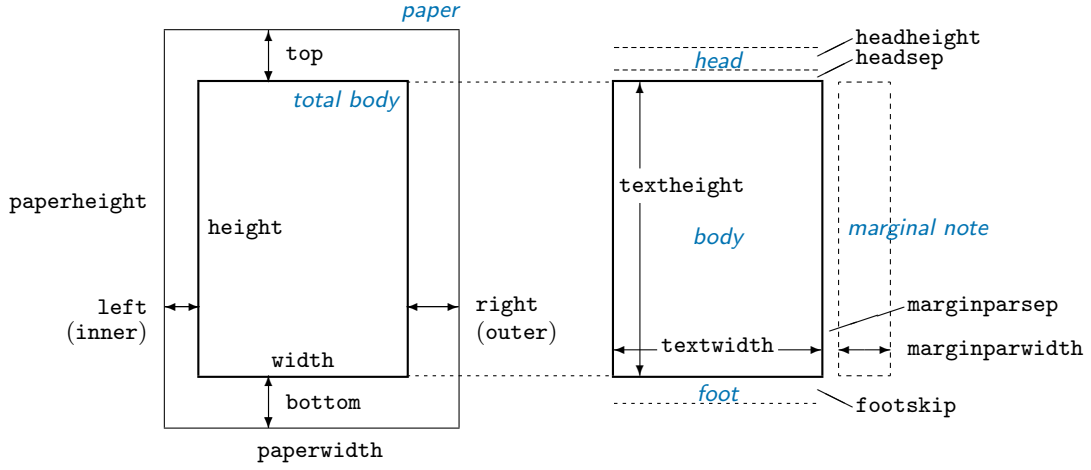 paper
top
total body
paperheight
height
left
(inner)
right
(outer)
width
bottom
paperwidth
headheight
head
headsep
textheight
body
marginal note
marginparsep
textwidth
marginparwidth
foot
footskip